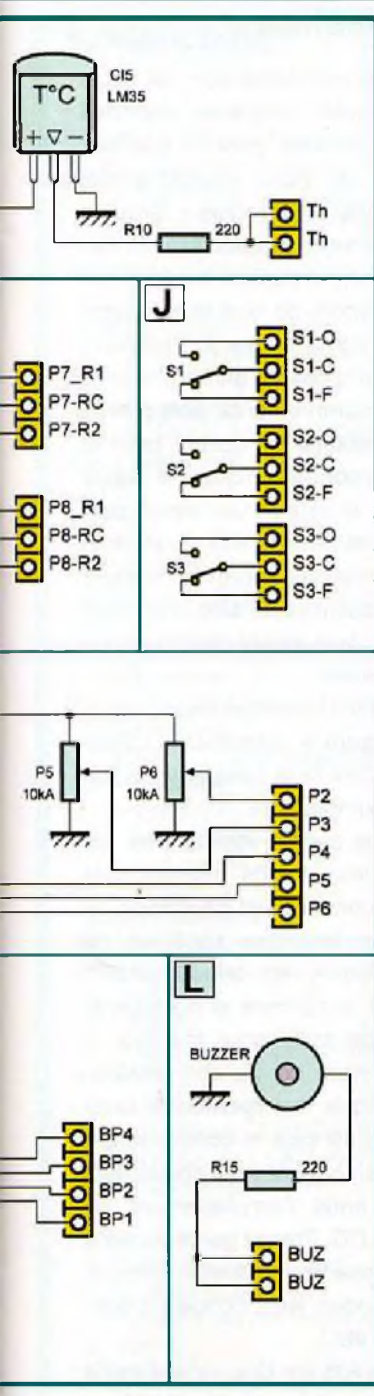 CI5
LM35
T°C
+ ▽ −
R10 220
Th
Th
J
P7_R1
P7-RC
P7-R2
P8_R1
P8-RC
P8-R2
S1
S1-O
S1-C
S1-F
S2
S2-O
S2-C
S2-F
S3
S3-O
S3-C
S3-F
P5
10kA
P6
10kA
P2
P3
P4
P5
P6
L
BUZZER
BP4
BP3
BP2
BP1
R15 220
BUZ
BUZ